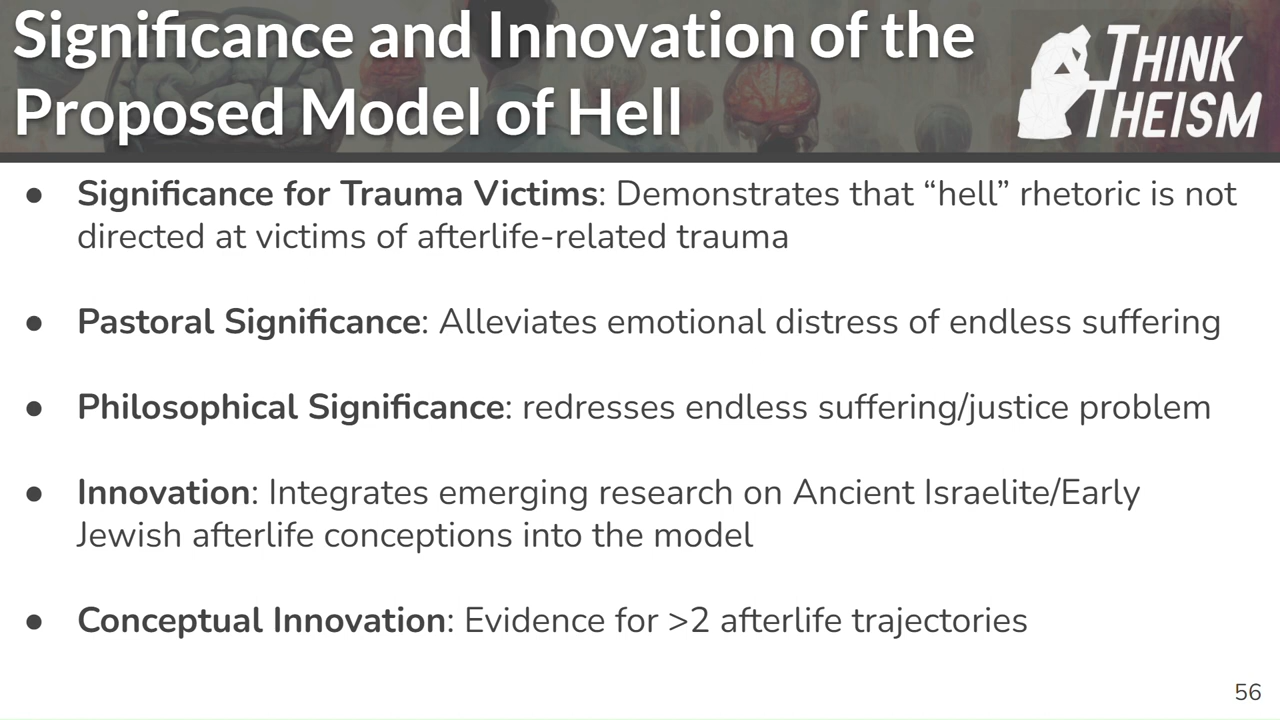 Significance and Innovation of the
Proposed Model of Hell
THINK
THEISM
● Significance for Trauma Victims: Demonstrates that “hell” rhetoric is not
directed at victims of afterlife-related trauma
● Pastoral Significance: Alleviates emotional distress of endless suffering
● Philosophical Significance: redresses endless suffering/justice problem
● Innovation: Integrates emerging research on Ancient Israelite/Early
Jewish afterlife conceptions into the model
● Conceptual Innovation: Evidence for >2 afterlife trajectories
56